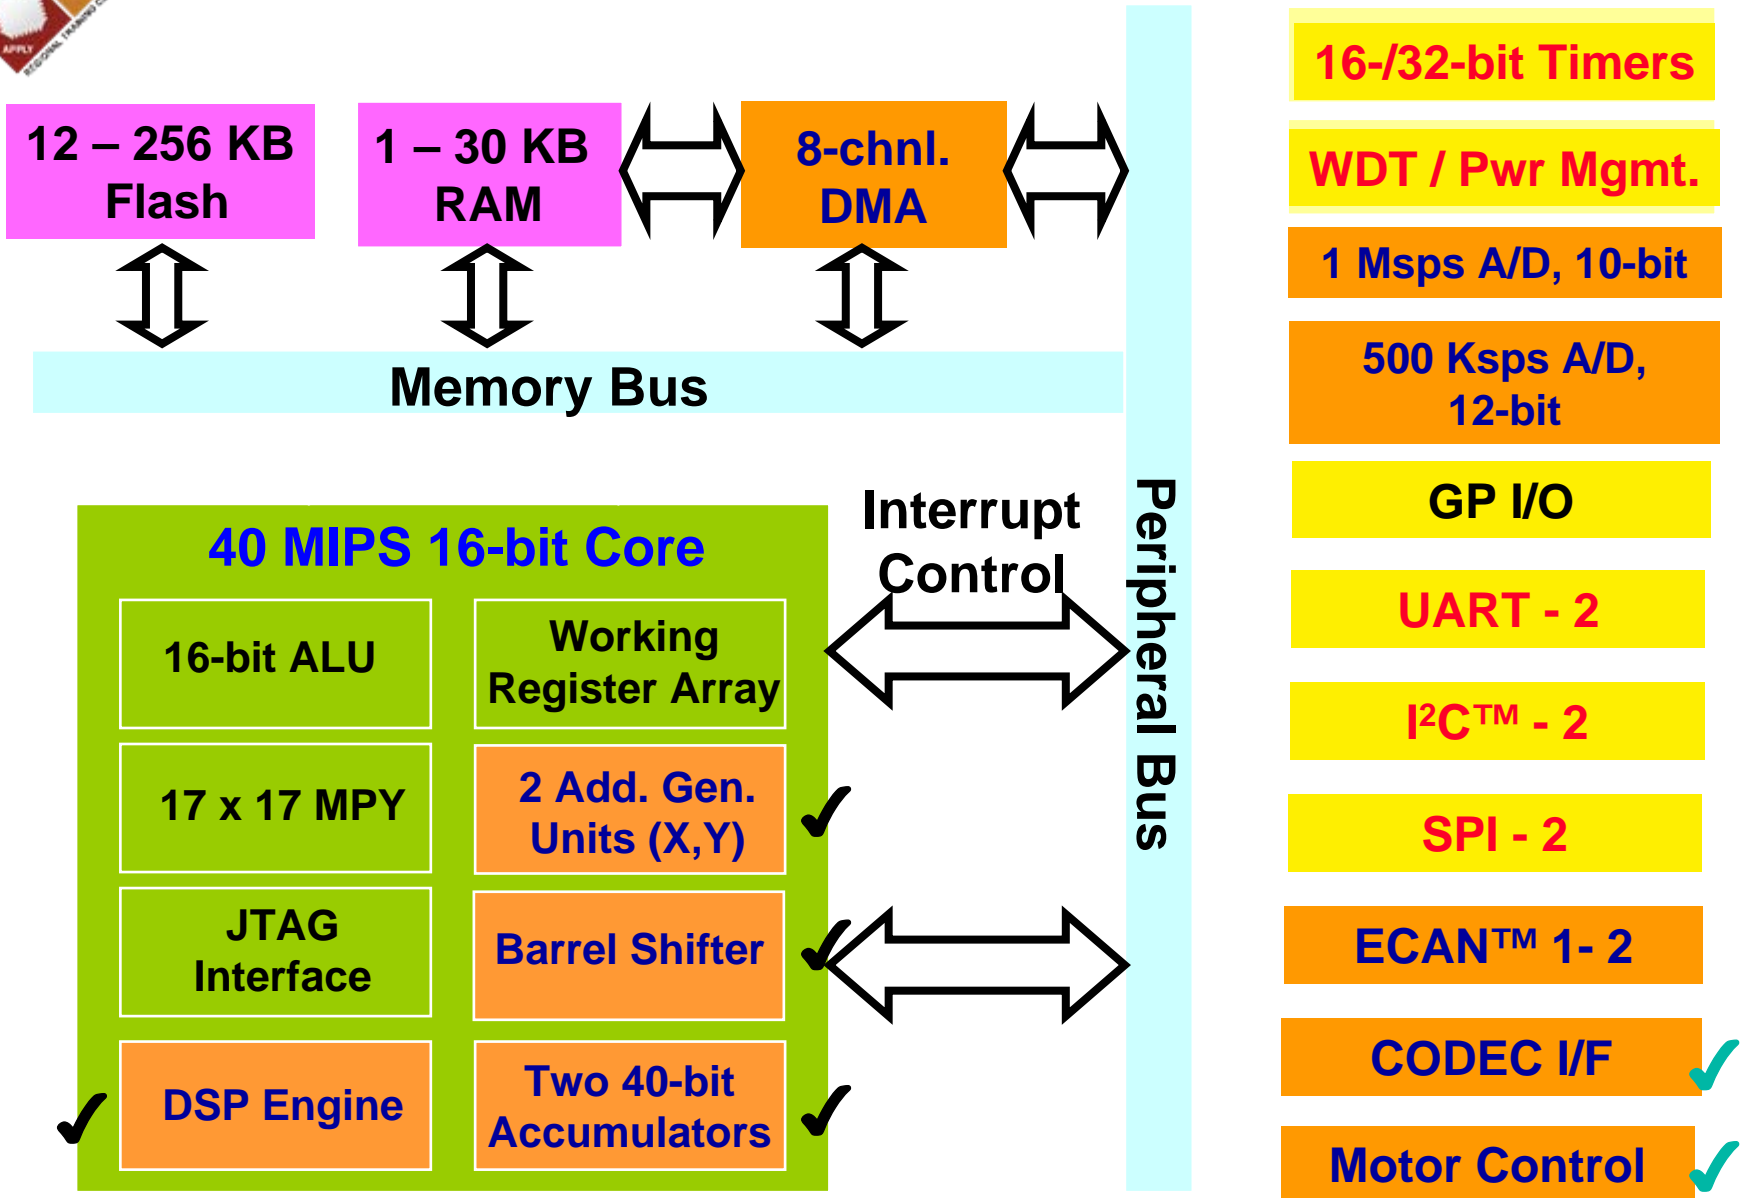 APPLY
REGIONAL TRAINING
12 – 256 KB
Flash
1 – 30 KB
RAM
8-chnl.
DMA
Memory Bus
40 MIPS 16-bit Core
16-bit ALU
Working
Register Array
17 x 17 MPY
2 Add. Gen.
Units (X,Y)
JTAG
Interface
Barrel Shifter
DSP Engine
Two 40-bit
Accumulators
Interrupt
Control
Peripheral Bus
16-/32-bit Timers
WDT / Pwr Mgmt.
1 Msps A/D, 10-bit
500 Ksps A/D,
12-bit
GP I/O
UART - 2
I²C™ - 2
SPI - 2
ECAN™ 1- 2
CODEC I/F
Motor Control